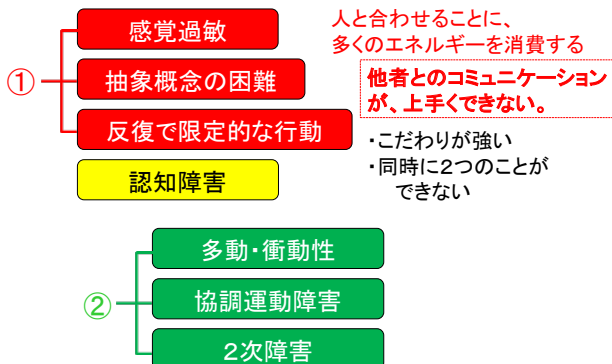 感覚過敏
①
抽象概念の困難
反復で限定的な行動
認知障害
人と合わせることに、
多くのエネルギーを消費する
他者とのコミュニケーション
が、上手くできない。
・こだわりが強い
・同時に2つのことが
できない
多動・衝動性
②
協調運動障害
2次障害